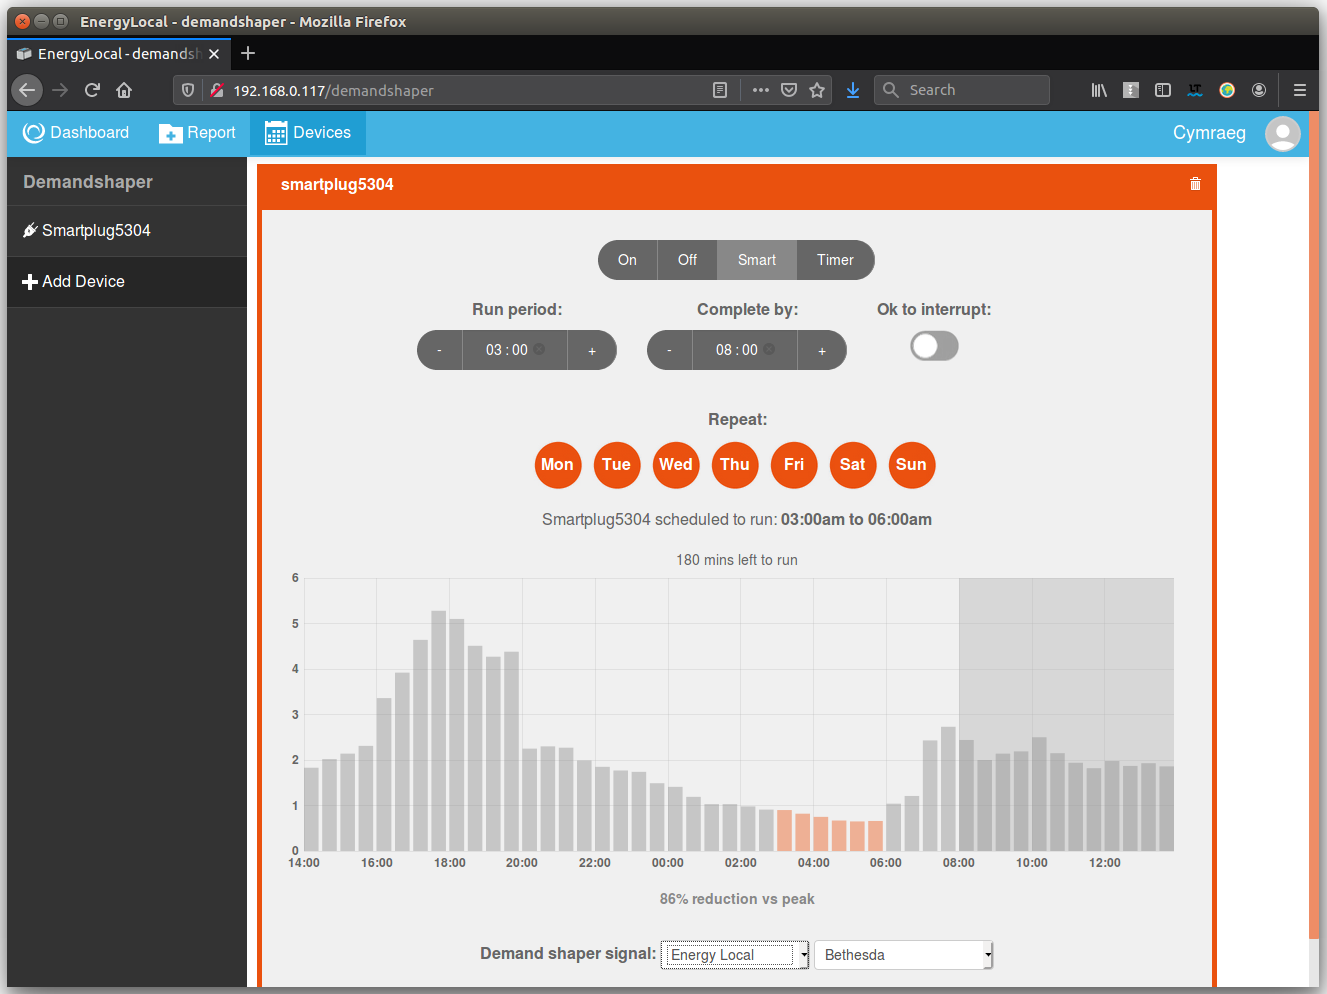 EnergyLocal - demandshaper - Mozilla Firefox
EnergyLocal - demandsh
192.168.0.117/demandshaper
Search
Dashboard Report Devices Cymraeg
Demandshaper
Smartplug5304
Add Device
smartplug5304
On Off Smart Timer
Run period: Complete by: Ok to interrupt:
- 03 : 00 + - 08 : 00 +
Repeat:
Mon Tue Wed Thu Fri Sat Sun
Smartplug5304 scheduled to run: 03:00am to 06:00am
180 mins left to run
6
5
4
3
2
1
0
14:00 16:00 18:00 20:00 22:00 00:00 02:00 04:00 06:00 08:00 10:00 12:00
86% reduction vs peak
Demand shaper signal: Energy Local Bethesda